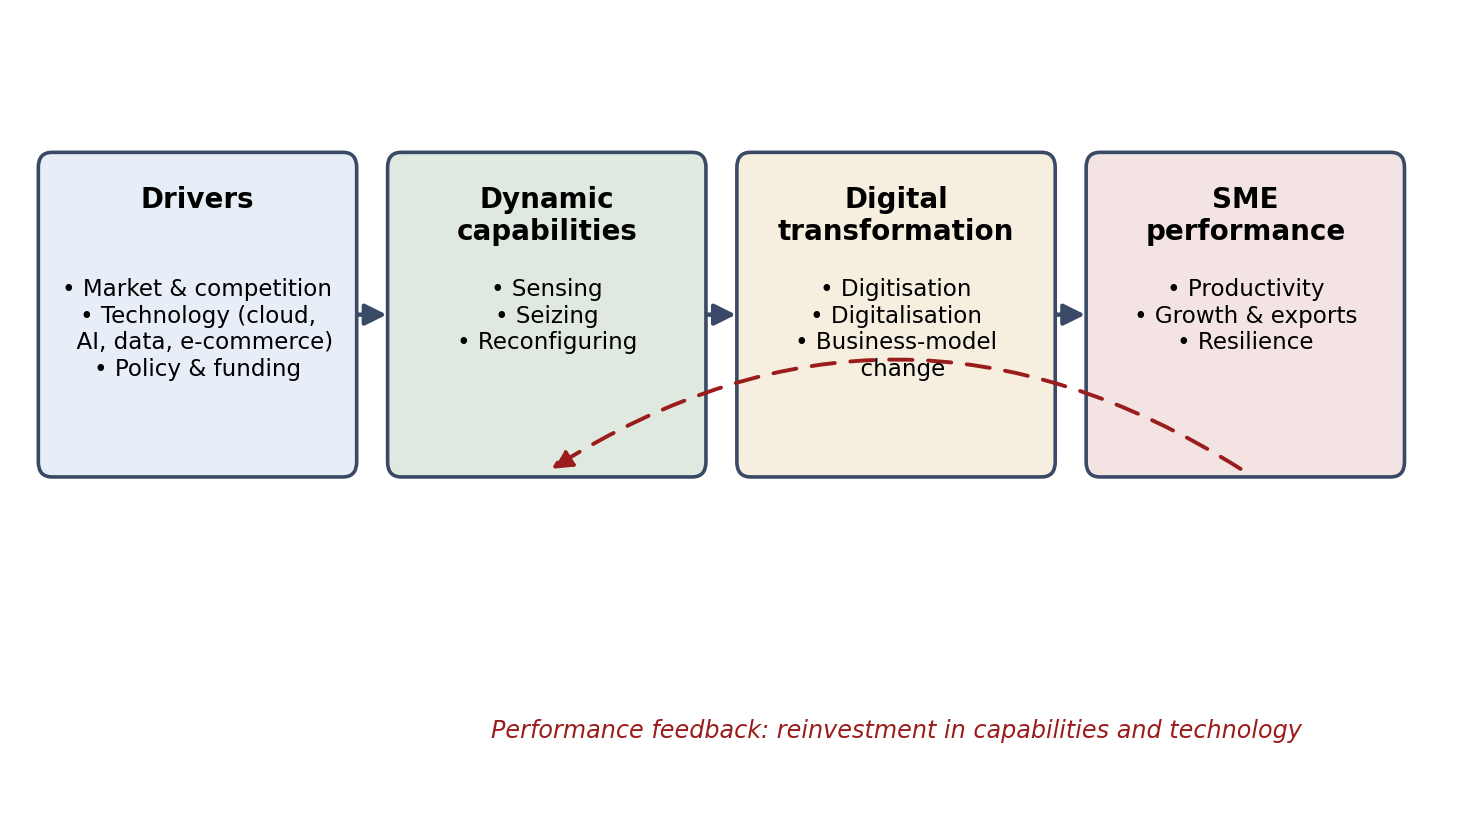 Drivers
• Market & competition
• Technology (cloud,
AI, data, e-commerce)
• Policy & funding
Dynamic
capabilities
• Sensing
• Seizing
• Reconfiguring
Digital
transformation
• Digitisation
• Digitalisation
• Business-model
change
SME
performance
• Productivity
• Growth & exports
• Resilience
Performance feedback: reinvestment in capabilities and technology